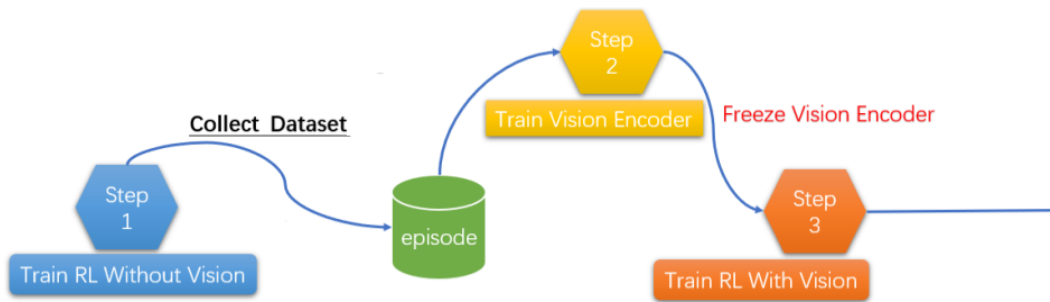 Step
1
Train RL Without Vision
Collect Dataset
episode
Step
2
Train Vision Encoder
Freeze Vision Encoder
Step
3
Train RL With Vision